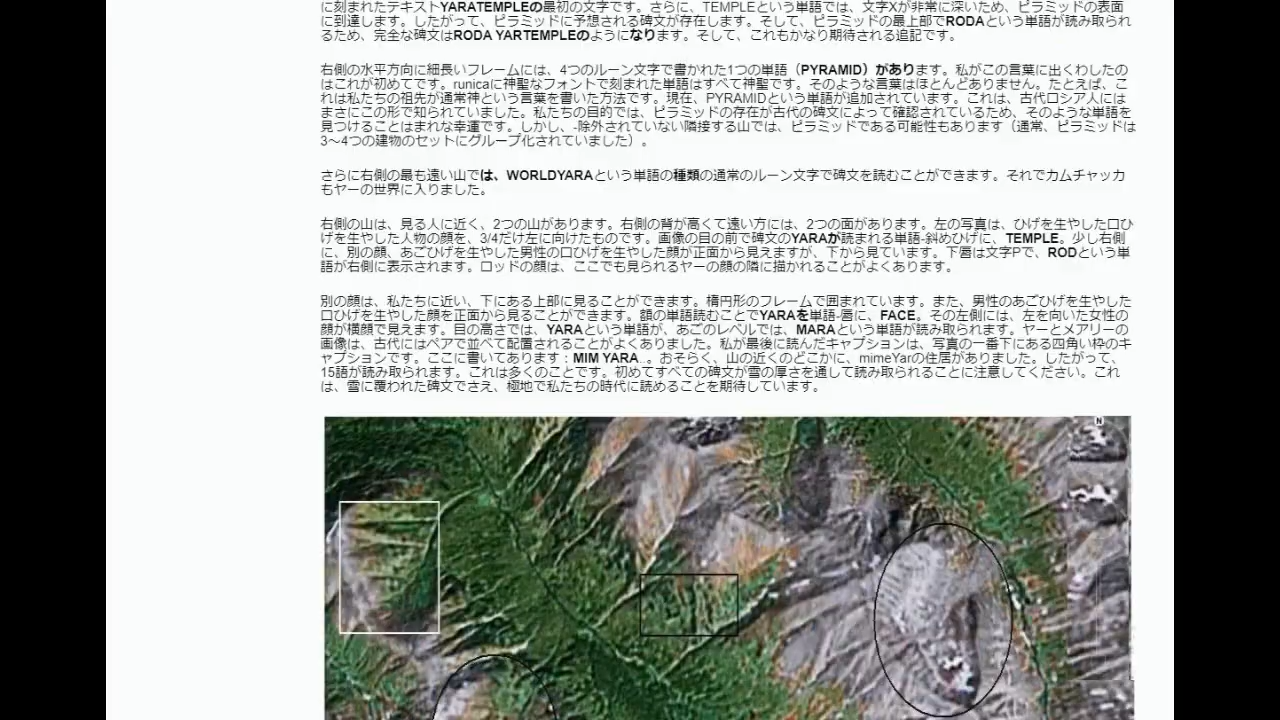 に刻まれたテキストYARATEMPLEの最初の文字です。さらに、TEMPLEという単語では、文字Xが非常に深いため、ピラミッドの表面
に到達します。したがって、ピラミッドに予想される碑文が存在します。そして、ピラミッドの最上部でRODAという単語が読み取られ
るため、完全な碑文はRODA YARTEMPLEのようになります。そして、これもかなり期待される追記です。
右側の水平方向に細長いフレームには、4つのルーン文字で書かれた1つの単語（PYRAMID）があります。私がこの言葉に出くわしたの
はこれが初めてです。runicaに神聖なフォントで刻まれた単語はすべて神聖です。そのような言葉はほとんどありません。たとえば、こ
れは私たちの祖先が通常神という言葉を書いた方法です。現在、PYRAMIDという単語が追加されています。これは、古代ロシア人には
まさにこの形で知られていました。私たちの目的では、ピラミッドの存在が古代の碑文によって確認されているため、そのような単語を
見つけることはまれな幸運です。しかし、-除外されていない隣接する山では、ピラミッドである可能性もあります（通常、ピラミッドは
3〜4つの建物のセットにグループ化されていました）。
さらに右側の最も遠い山では、WORLDYARAという単語の種類の通常のルーン文字で碑文を読むことができます。それでカムチャッカ
もヤーの世界に入りました。
右側の山は、見る人に近く、2つの山があります。右側の背が高くて遠い方には、2つの面があります。左の写真は、ひげを生やした口ひ
げを生やした人物の顔を、3/4だけ左に向けたものです。画像の目の前で碑文のYARAが読まれる単語-斜めひげに、TEMPLE。少し右側
に、別の顔、あごひげを生やした男性の口ひげを生やした顔が正面から見えますが、下から見ています。下唇は文字Pで、RODという単
語が右側に表示されます。ロッドの顔は、ここでも見られるヤーの顔の隣に描かれることがよくあります。
別の顔は、私たちに近い、下にある上部に見ることができます。楕円形のフレームで囲まれています。また、男性のあごひげを生やした
口ひげを生やした顔を正面から見ることができます。額の単語読むことでYARAを単語-唇に、FACE。その左側には、左を向いた女性の
顔が横顔で見えます。目の高さでは、YARAという単語が、あごのレベルでは、MARAという単語が読み取られます。ヤーとメアリーの
画像は、古代にはペアで並べて配置されることがよくありました。私が最後に読んだキャプションは、写真の一番下にある四角い枠のキ
ャプションです。ここに書いてあります：MIM YARA..。おそらく、山の近くのどこかに、mimeYarの住居がありました。したがって、
15語が読み取れます。これは多くのことです。初めてすべての碑文が雪の厚さを通して読み取られることに注意してください。これ
は、雪に覆われた碑文でさえ、極地で私たちの時代に読めることを期待しています。
N